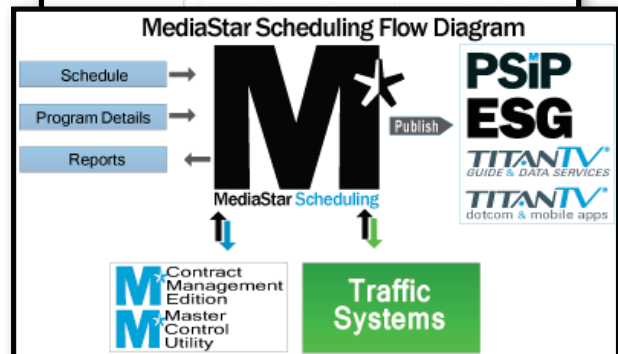 MediaStar Scheduling Flow Diagram
Schedule
Program Details
Reports
M*
MediaStar Scheduling
Publish
PSiP
ESG
TITANTV®
GUIDE & DATA SERVICES
TITANTV®
dotcom & mobile apps
M* Contract
Management
Edition
M* Master
Control
Utility
Traffic
Systems